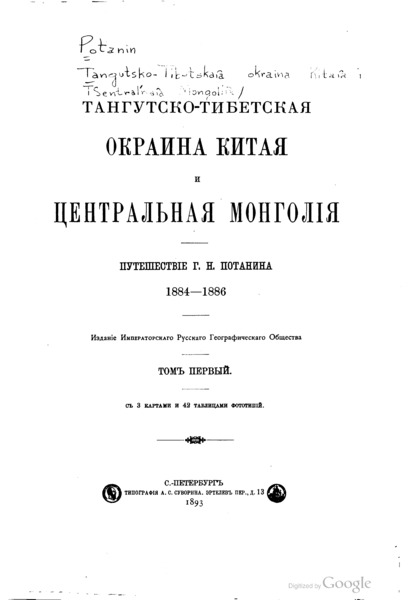 Potanin
Tangutsko-Tibetskaia okraina Kitaia i
TSentral'naia Mongoliia /
ТАНГУТСКО-ТИБЕТСКАЯ
ОКРАИНА КИТАЯ
И
ЦЕНТРАЛЬНАЯ МОНГОЛІЯ
ПУТЕШЕСТВІЕ Г. Н. ПОТАНИНА
1884—1886
Изданіе Императорскаго Русскаго Географическаго Общества
ТОМЪ ПЕРВЫЙ.
СЪ 3 КАРТАМИ И 42 ТАБЛИЦАМИ ФОТОТИПІЙ.
С.-ПЕТЕРБУРГЪ
ТИПОГРАФІЯ А. С. СУВОРИНА. ЭРТЕЛЕВЪ ПЕР., Д. 13
1893
Digitized by Google